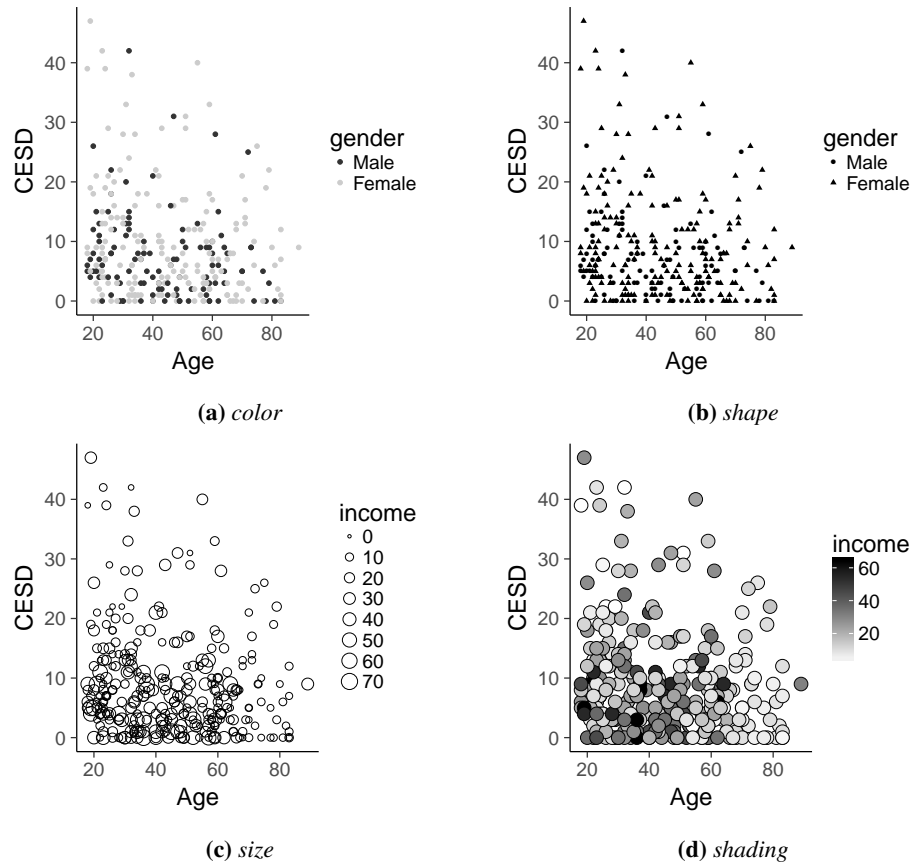 40
30
20
10
0
CESD
20 40 60 80
Age
gender
Male
Female
(a) color
40
30
20
10
0
CESD
20 40 60 80
Age
gender
Male
Female
(b) shape
40
30
20
10
0
CESD
20 40 60 80
Age
income
0
10
20
30
40
50
60
70
(c) size
40
30
20
10
0
CESD
20 40 60 80
Age
income
60
40
20
(d) shading